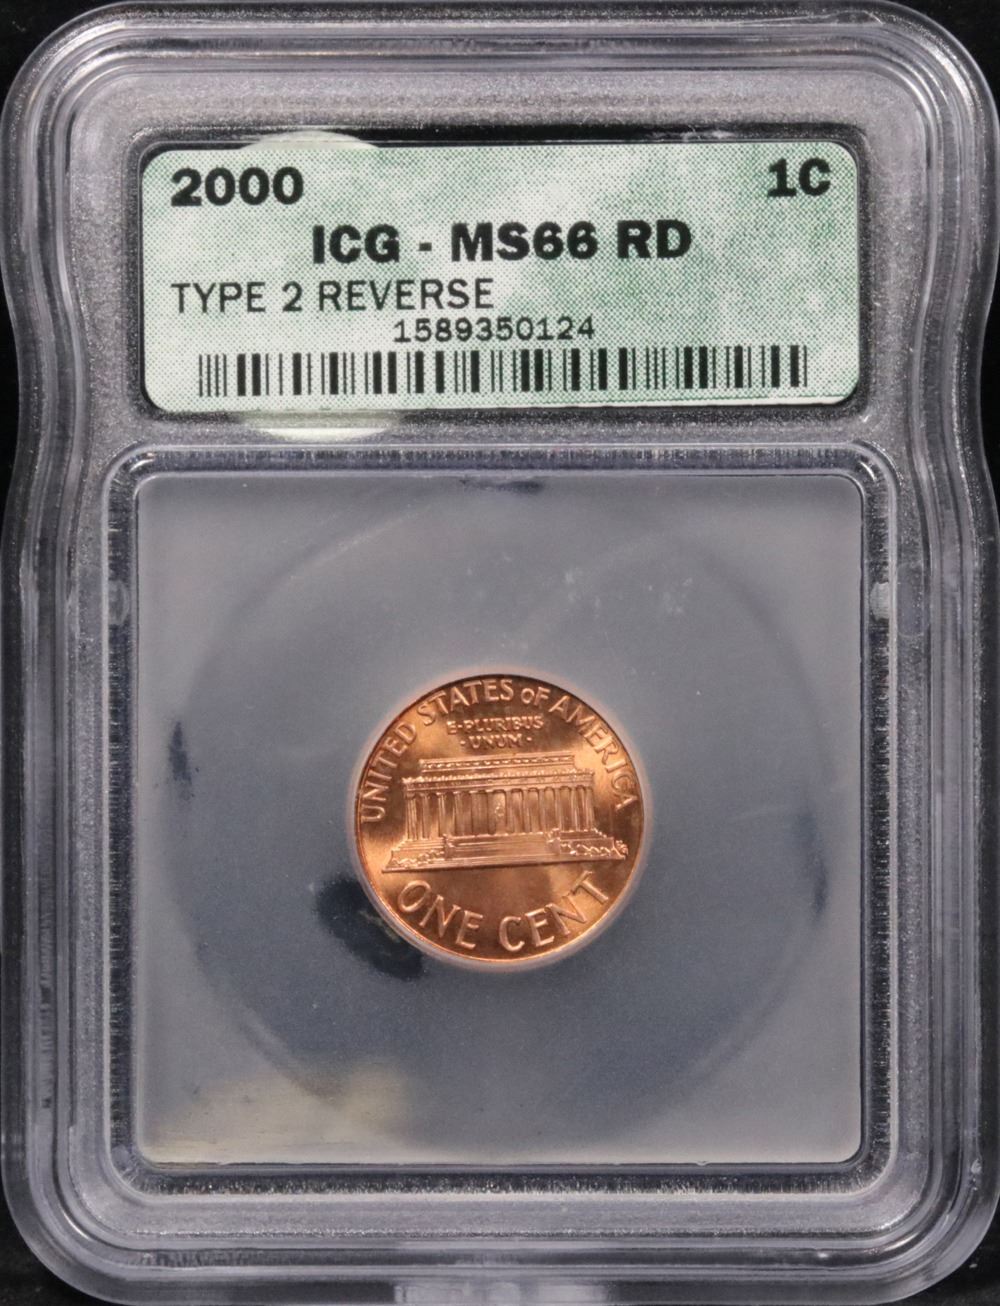 2000 1C
ICG - MS66 RD
TYPE 2 REVERSE
1589350124
UNITED STATES OF AMERICA
E·PLURIBUS
·UNUM·
ONE CENT